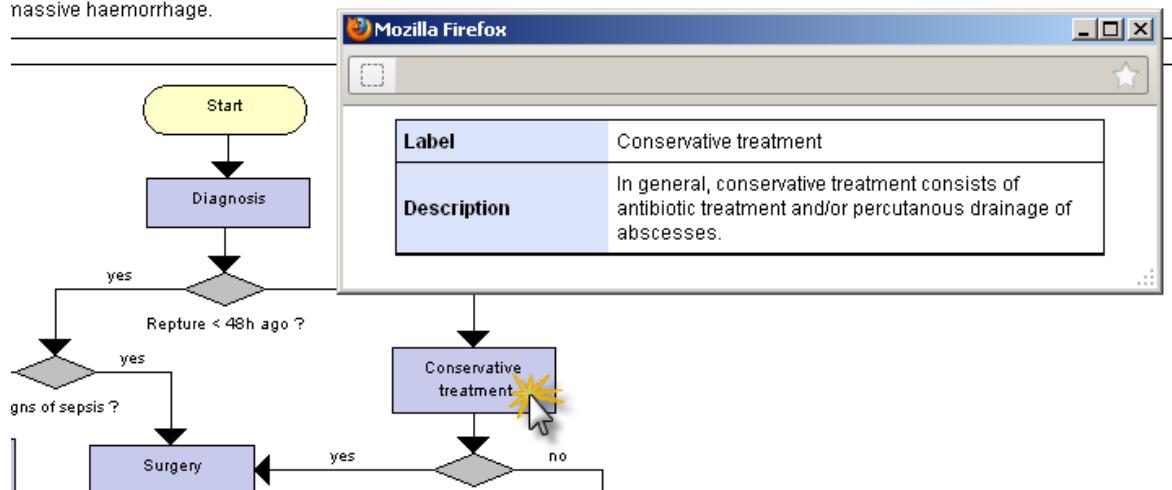 massive haemorrhage.
Mozilla Firefox
Label
Conservative treatment
Description
In general, conservative treatment consists of
antibiotic treatment and/or percutanous drainage of
abscesses.
Start
Diagnosis
yes
Repture < 48h ago ?
yes
gns of sepsis ?
Conservative
treatment
Surgery
yes
no